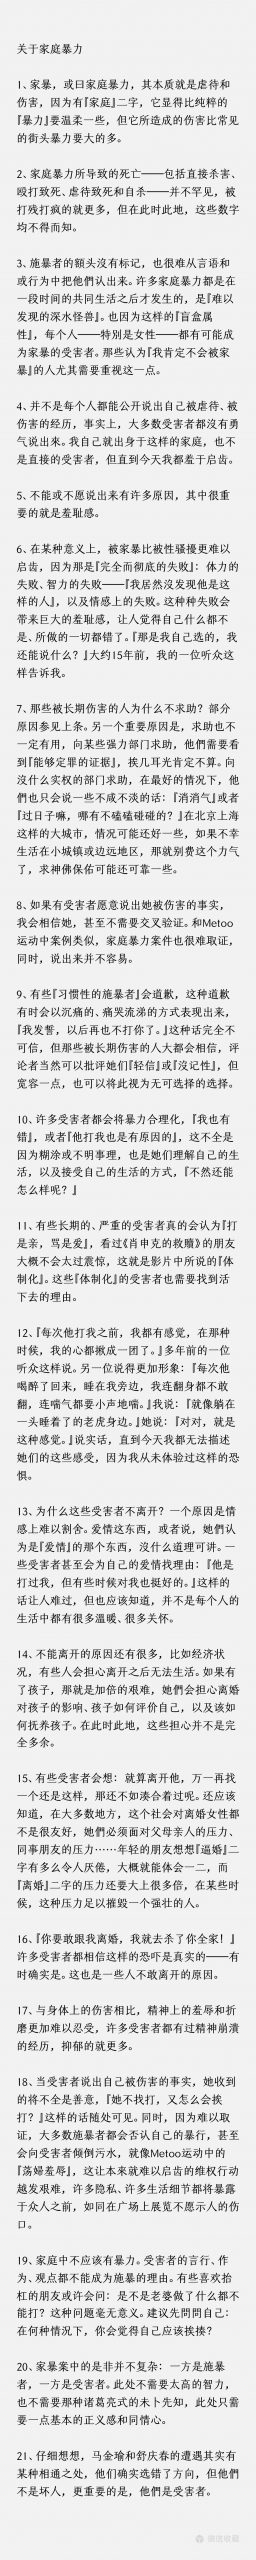 关于家庭暴力
1、家暴，或曰家庭暴力，其本质就是虐待和
伤害，因为有『家庭』二字，它显得比纯粹的
『暴力』要温柔一些，但它所造成的伤害比常见
的街头暴力要大的多。
2、家庭暴力所导致的死亡——包括直接杀害、
殴打致死、虐待致死和自杀——并不罕见，被
打残打疯的就更多，但在此时此地，这些数字
均不得而知。
3、施暴者的额头没有标记，也很难从言语和
或行为中把他们认出来。许多家庭暴力都是在
一段时间的共同生活之后才发生的，是『难以
发现的深水怪兽』。也因为这样的『盲盒属
性』，每个人——特别是女性——都有可能成
为家暴的受害者。那些认为『我肯定不会被家
暴』的人尤其需要重视这一点。
4、并不是每个人都能公开说出自己被虐待、被
伤害的经历，事实上，大多数受害者都没有勇
气说出来。我自己就出身于这样的家庭，也不
是直接的受害者，但直到今天我都羞于启齿。
5、不能或不愿说出来有许多原因，其中很重
要的就是羞耻感。
6、在某种意义上，被家暴比被性骚扰更难以
启齿，因为那是『完全而彻底的失败』：体力的
失败、智力的失败——『我居然没发现他是这
样的人』，以及情感上的失败。这种种失败会
带来巨大的羞耻感，让人觉得自己什么都不
是、所做的一切都错了。『那是我自己选的，我
还能说什么？』大约15年前，我的一位听众这
样告诉我。
7、那些被长期伤害的人为什么不求助？部分
原因参见上条。另一个重要原因是，求助也不
一定有用，向某些强力部门求助，他们需要看
到『能够定罪的证据』，挨几耳光肯定不算。向
没什么实权的部门求助，在最好的情况下，他
們也只会说一些不咸不淡的话：『消消气』或者
『过日子嘛，哪有不磕磕碰碰的？』在北京上海
这样的大城市，情况可能还好一些，如果不幸
生活在小城镇或边远地区，那就别费这个力气
了，求神佛保佑可能还可靠一些。
8、如果有受害者愿意说出她被伤害的事实，
我会相信她，甚至不需要交叉验证。和Metoo
运动中案例类似，家庭暴力案件也很难取证，
同时，说出来并不容易。
9、有些『习惯性的施暴者』会道歉，这种道歉
有时会以沉痛的、痛哭流涕的方式表现出来，
『我发誓，以后再也不打你了。』这种话完全不
可信，但那些被长期伤害的人大都会相信，评
论者当然可以批评她们『轻信』或『没记性』，但
宽容一点，也可以将此视为无可选择的选择。
10、许多受害者都会将暴力合理化，『我也有
错』，或者『他打我也是有原因的』，这不全是
因为糊涂或不明事理，也是她们理解自己的生
活，以及接受自己的生活的方式，『不然还能
怎么样呢？』
11、有些长期的、严重的受害者真的会认为『打
是亲，骂是爱』，看过《肖申克的救赎》的朋友
大概不会太过震惊，这就是影片中所说的『体
制化』。这些『体制化』的受害者也需要找到活
下去的理由。
12、『每次他打我之前，我都有感觉，在那种
时候，我的心都揪成一团了。』多年前的一位
听众这样说。另一位说得更加形象：『每次他
喝醉了回来，睡在我旁边，我连翻身都不敢
翻，连喘气都要小声地喘。』我说：『就像躺在
一头睡着了的老虎身边。』她说：『对对，就是
这种感觉。』说实话，直到今天我都无法描述
她们的这些感受，因为我从未体验过这样的恐
惧。
13、为什么这些受害者不离开？一个原因是情
感上难以割舍。爱情这东西，或者说，她們认
为是『爱情』的那个东西，没什么道理可讲。一
些受害者甚至会为自己的爱情找理由：『他是
打过我，但有些时候对我也挺好的。』这样的
话让人难过，但也应该知道，并不是每个人的
生活中都有很多温暖、很多关怀。
14、不能离开的原因还有很多，比如经济状
况，有些人会担心离开之后无法生活。如果有
了孩子，那就是加倍的艰难，她們会担心离婚
对孩子的影响、孩子如何评价自己，以及该如
何抚养孩子。在此时此地，这些担心并不是完
全多余。
15、有些受害者会想：就算离开他，万一再找
一个还是这样，那还不如凑合着过呢。还应该
知道，在大多数地方，这个社会对离婚女性都
不是很友好，她們必须面对父母亲人的压力、
同事朋友的压力……年轻的朋友想想『逼婚』二
字有多么令人厌倦，大概就能体会一二，而
『离婚』二字的压力还要大上很多倍，在某些时
候，这种压力足以摧毁一个强壮的人。
16、『你要敢跟我离婚，我就去杀了你全家！』
许多受害者都相信这样的恐吓是真实的——有
时确实是。这也是一些人不敢离开的原因。
17、与身体上的伤害相比，精神上的羞辱和折
磨更加难以忍受，许多受害者都有过精神崩溃
的经历，抑郁的就更多。
18、当受害者说出自己被伤害的事实，她收到
的将不全是善意，『她不找打，又怎么会挨
打？』这样的话随处可见。同时，因为难以取
证，大多数施暴者都会否认自己的暴行，甚至
会向受害者倾倒污水，就像Metoo运动中的
『荡婦羞辱』，这让本来就难以启齿的维权行动
越发艰难，许多隐私、许多生活细节都将暴露
于众人之前，如同在广场上展览不愿示人的伤
口。
19、家庭中不应该有暴力。受害者的言行、作
为、观点都不能成为施暴的理由。有些喜欢抬
杠的朋友或许会问：是不是老婆做了什么都不
能打？这种问题毫无意义。建议先問問自己：
在何种情况下，你会觉得自己应该挨揍？
20、家暴案中的是非并不复杂：一方是施暴
者，一方是受害者。此处不需要太高的智力，
也不需要那种诸葛亮式的未卜先知，此处只需
要一点基本的正义感和同情心。
21、仔细想想，马金瑜和舒庆春的遭遇其实有
某种相通之处，他们确实选错了方向，但他們
不是坏人，更重要的是，他們是受害者。
微信收藏